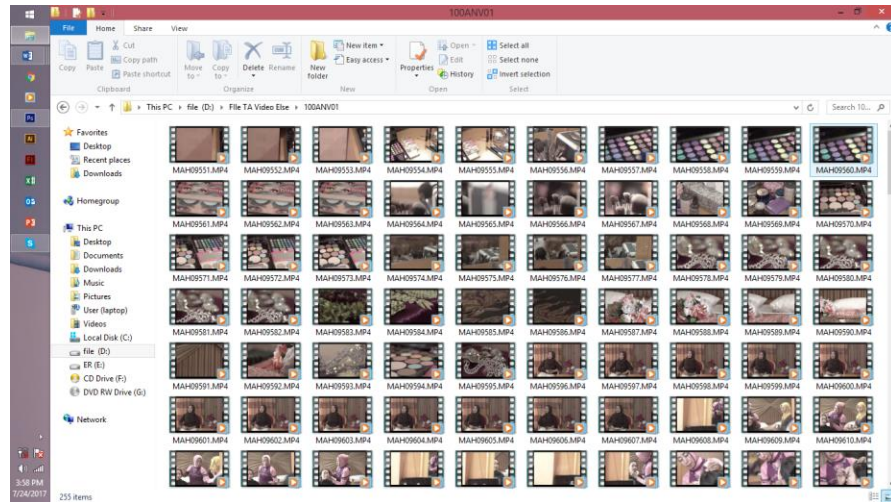 100ANV01
File Home Share View
Copy
Paste
Cut
Copy path
Paste shortcut
Clipboard
Move to
Copy to
Delete
Rename
Organize
New folder
New item
Easy access
New
Properties
Open
Edit
History
Open
Select all
Select none
Invert selection
Select
This PC file (D:) FIle TA Video Else 100ANV01
Search 10...
Favorites
Desktop
Recent places
Downloads
Homegroup
This PC
Desktop
Documents
Downloads
Music
Pictures
User (laptop)
Videos
Local Disk (C:)
file (D:)
ER (E:)
CD Drive (F:)
DVD RW Drive (G:)
Network
MAH09551.MP4 MAH09552.MP4 MAH09553.MP4 MAH09554.MP4 MAH09555.MP4 MAH09556.MP4 MAH09557.MP4 MAH09558.MP4 MAH09559.MP4 MAH09560.MP4
MAH09561.MP4 MAH09562.MP4 MAH09563.MP4 MAH09564.MP4 MAH09565.MP4 MAH09566.MP4 MAH09567.MP4 MAH09568.MP4 MAH09569.MP4 MAH09570.MP4
MAH09571.MP4 MAH09572.MP4 MAH09573.MP4 MAH09574.MP4 MAH09575.MP4 MAH09576.MP4 MAH09577.MP4 MAH09578.MP4 MAH09579.MP4 MAH09580.MP4
MAH09581.MP4 MAH09582.MP4 MAH09583.MP4 MAH09584.MP4 MAH09585.MP4 MAH09586.MP4 MAH09587.MP4 MAH09588.MP4 MAH09589.MP4 MAH09590.MP4
MAH09591.MP4 MAH09592.MP4 MAH09593.MP4 MAH09594.MP4 MAH09595.MP4 MAH09596.MP4 MAH09597.MP4 MAH09598.MP4 MAH09599.MP4 MAH09600.MP4
MAH09601.MP4 MAH09602.MP4 MAH09603.MP4 MAH09604.MP4 MAH09605.MP4 MAH09606.MP4 MAH09607.MP4 MAH09608.MP4 MAH09609.MP4 MAH09610.MP4
255 items
3:58 PM
7/24/2017